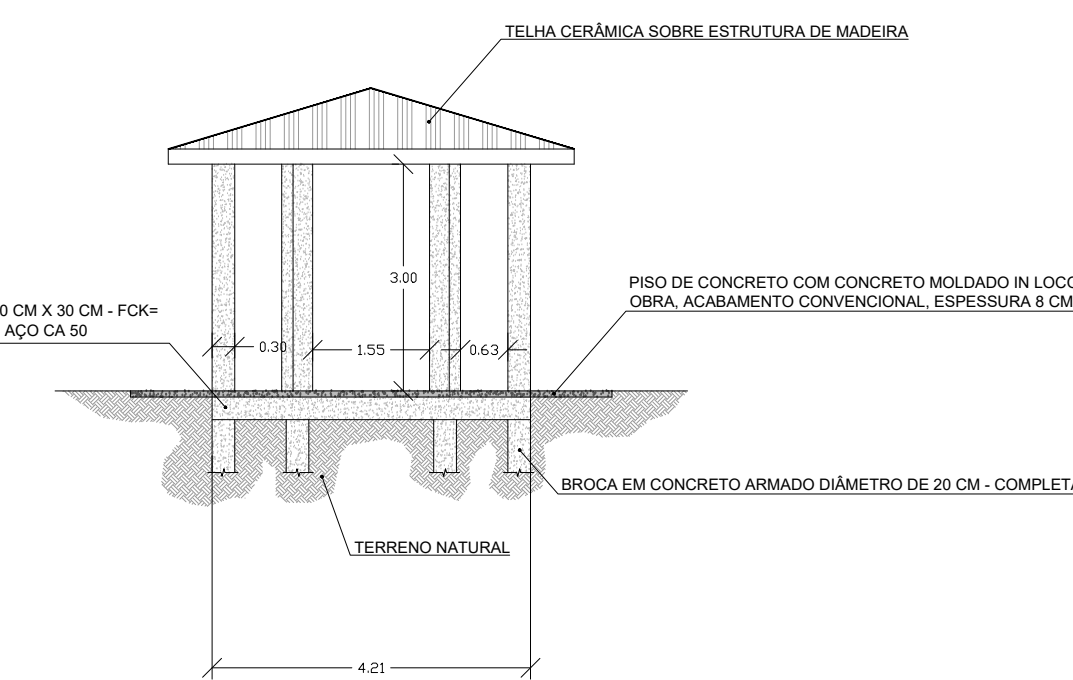 TELHA CERÂMICA SOBRE ESTRUTURA DE MADEIRA
3.00
PISO DE CONCRETO COM CONCRETO MOLDADO IN LOCO
OBRA, ACABAMENTO CONVENCIONAL, ESPESSURA 8 CM
0 CM X 30 CM - FCK=
AÇO CA 50
0.30
1.55
0.63
BROCA EM CONCRETO ARMADO DIÂMETRO DE 20 CM - COMPLETA
TERRENO NATURAL
4.21